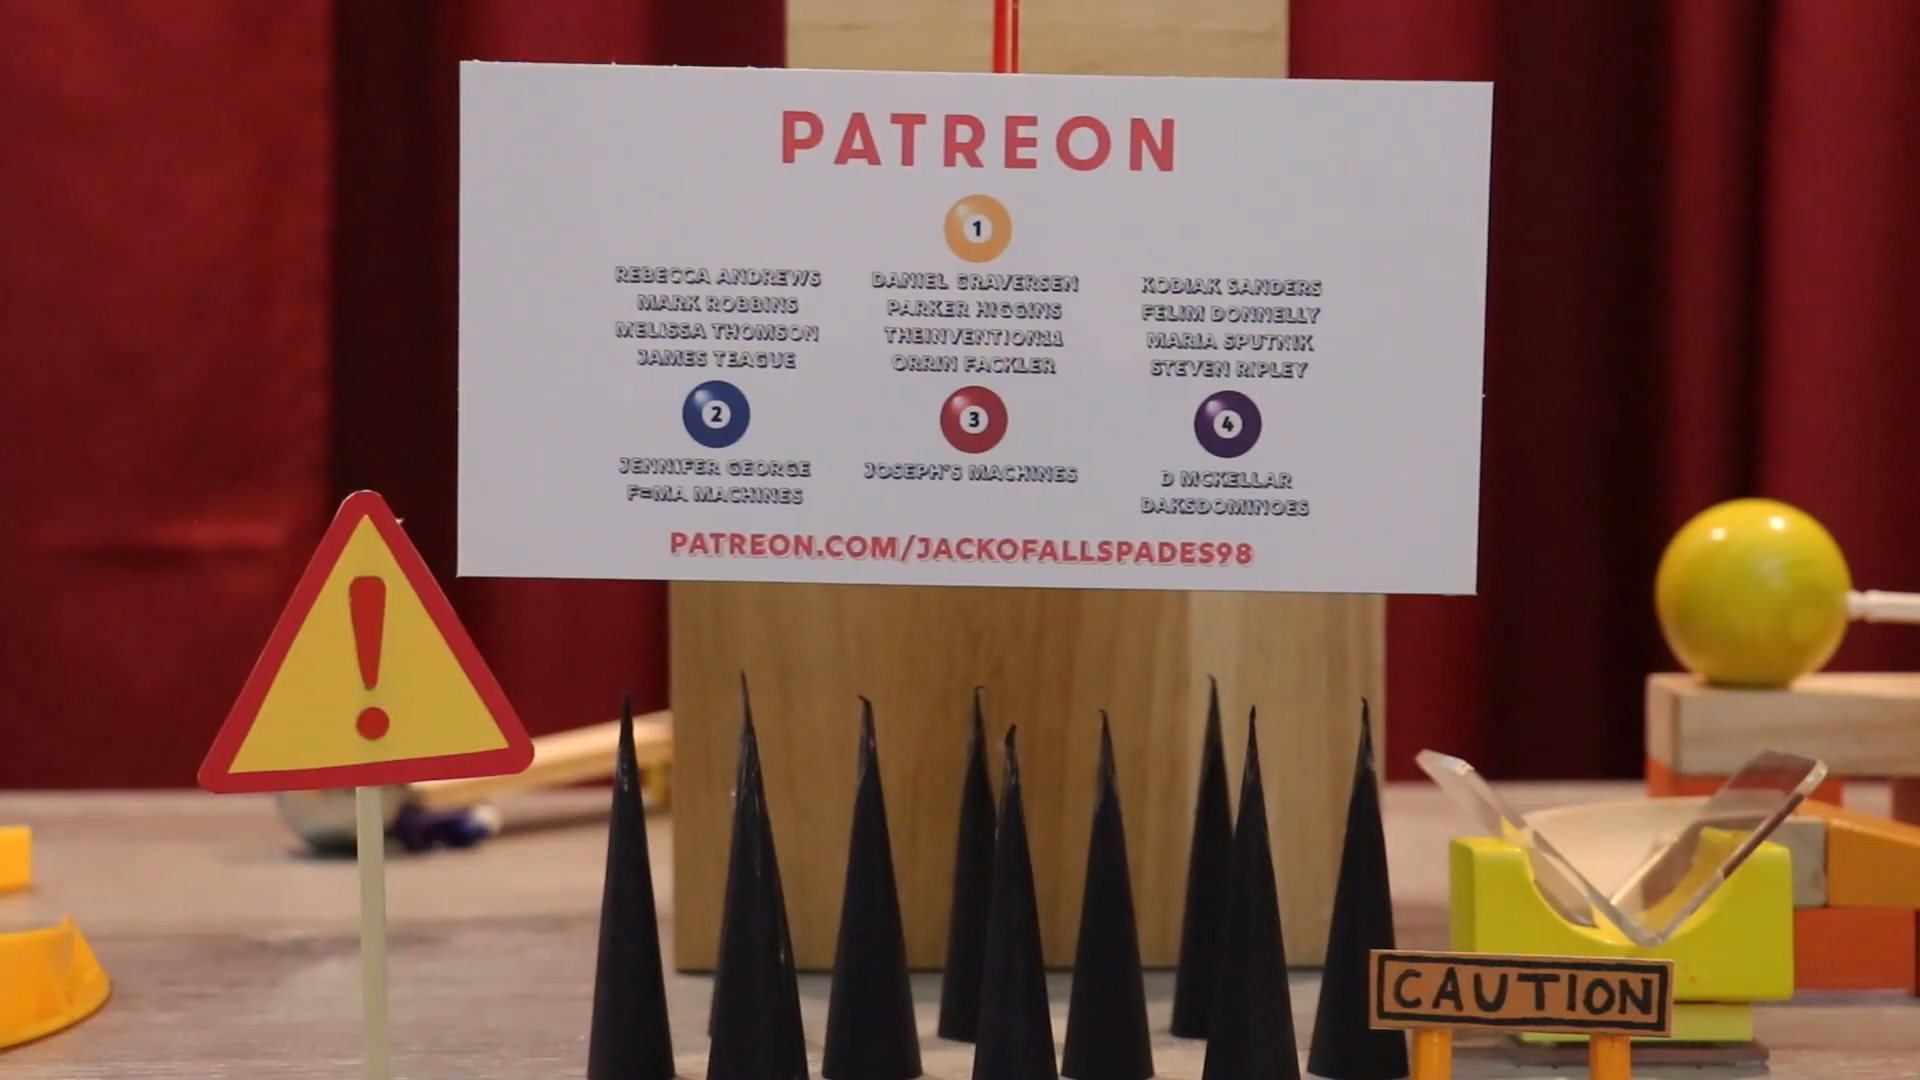 PATREON
1
REBECCA ANDREWS
MARK ROBBINS
MELISSA THOMSON
JAMES TEAGUE
DANIEL GRAVERSEN
PARKER HIGGINS
THEINVENTION11
ORRIN FACKLER
KODIAK SANDERS
FELIM DONNELLY
MARIA SPUTNIK
STEVEN RIPLEY
2
JENNIFER GEORGE
F=MA MACHINES
3
JOSEPH'S MACHINES
4
D MCKELLAR
DAKSDOMINOES
PATREON.COM/JACKOFALLSPADES98
!
CAUTION